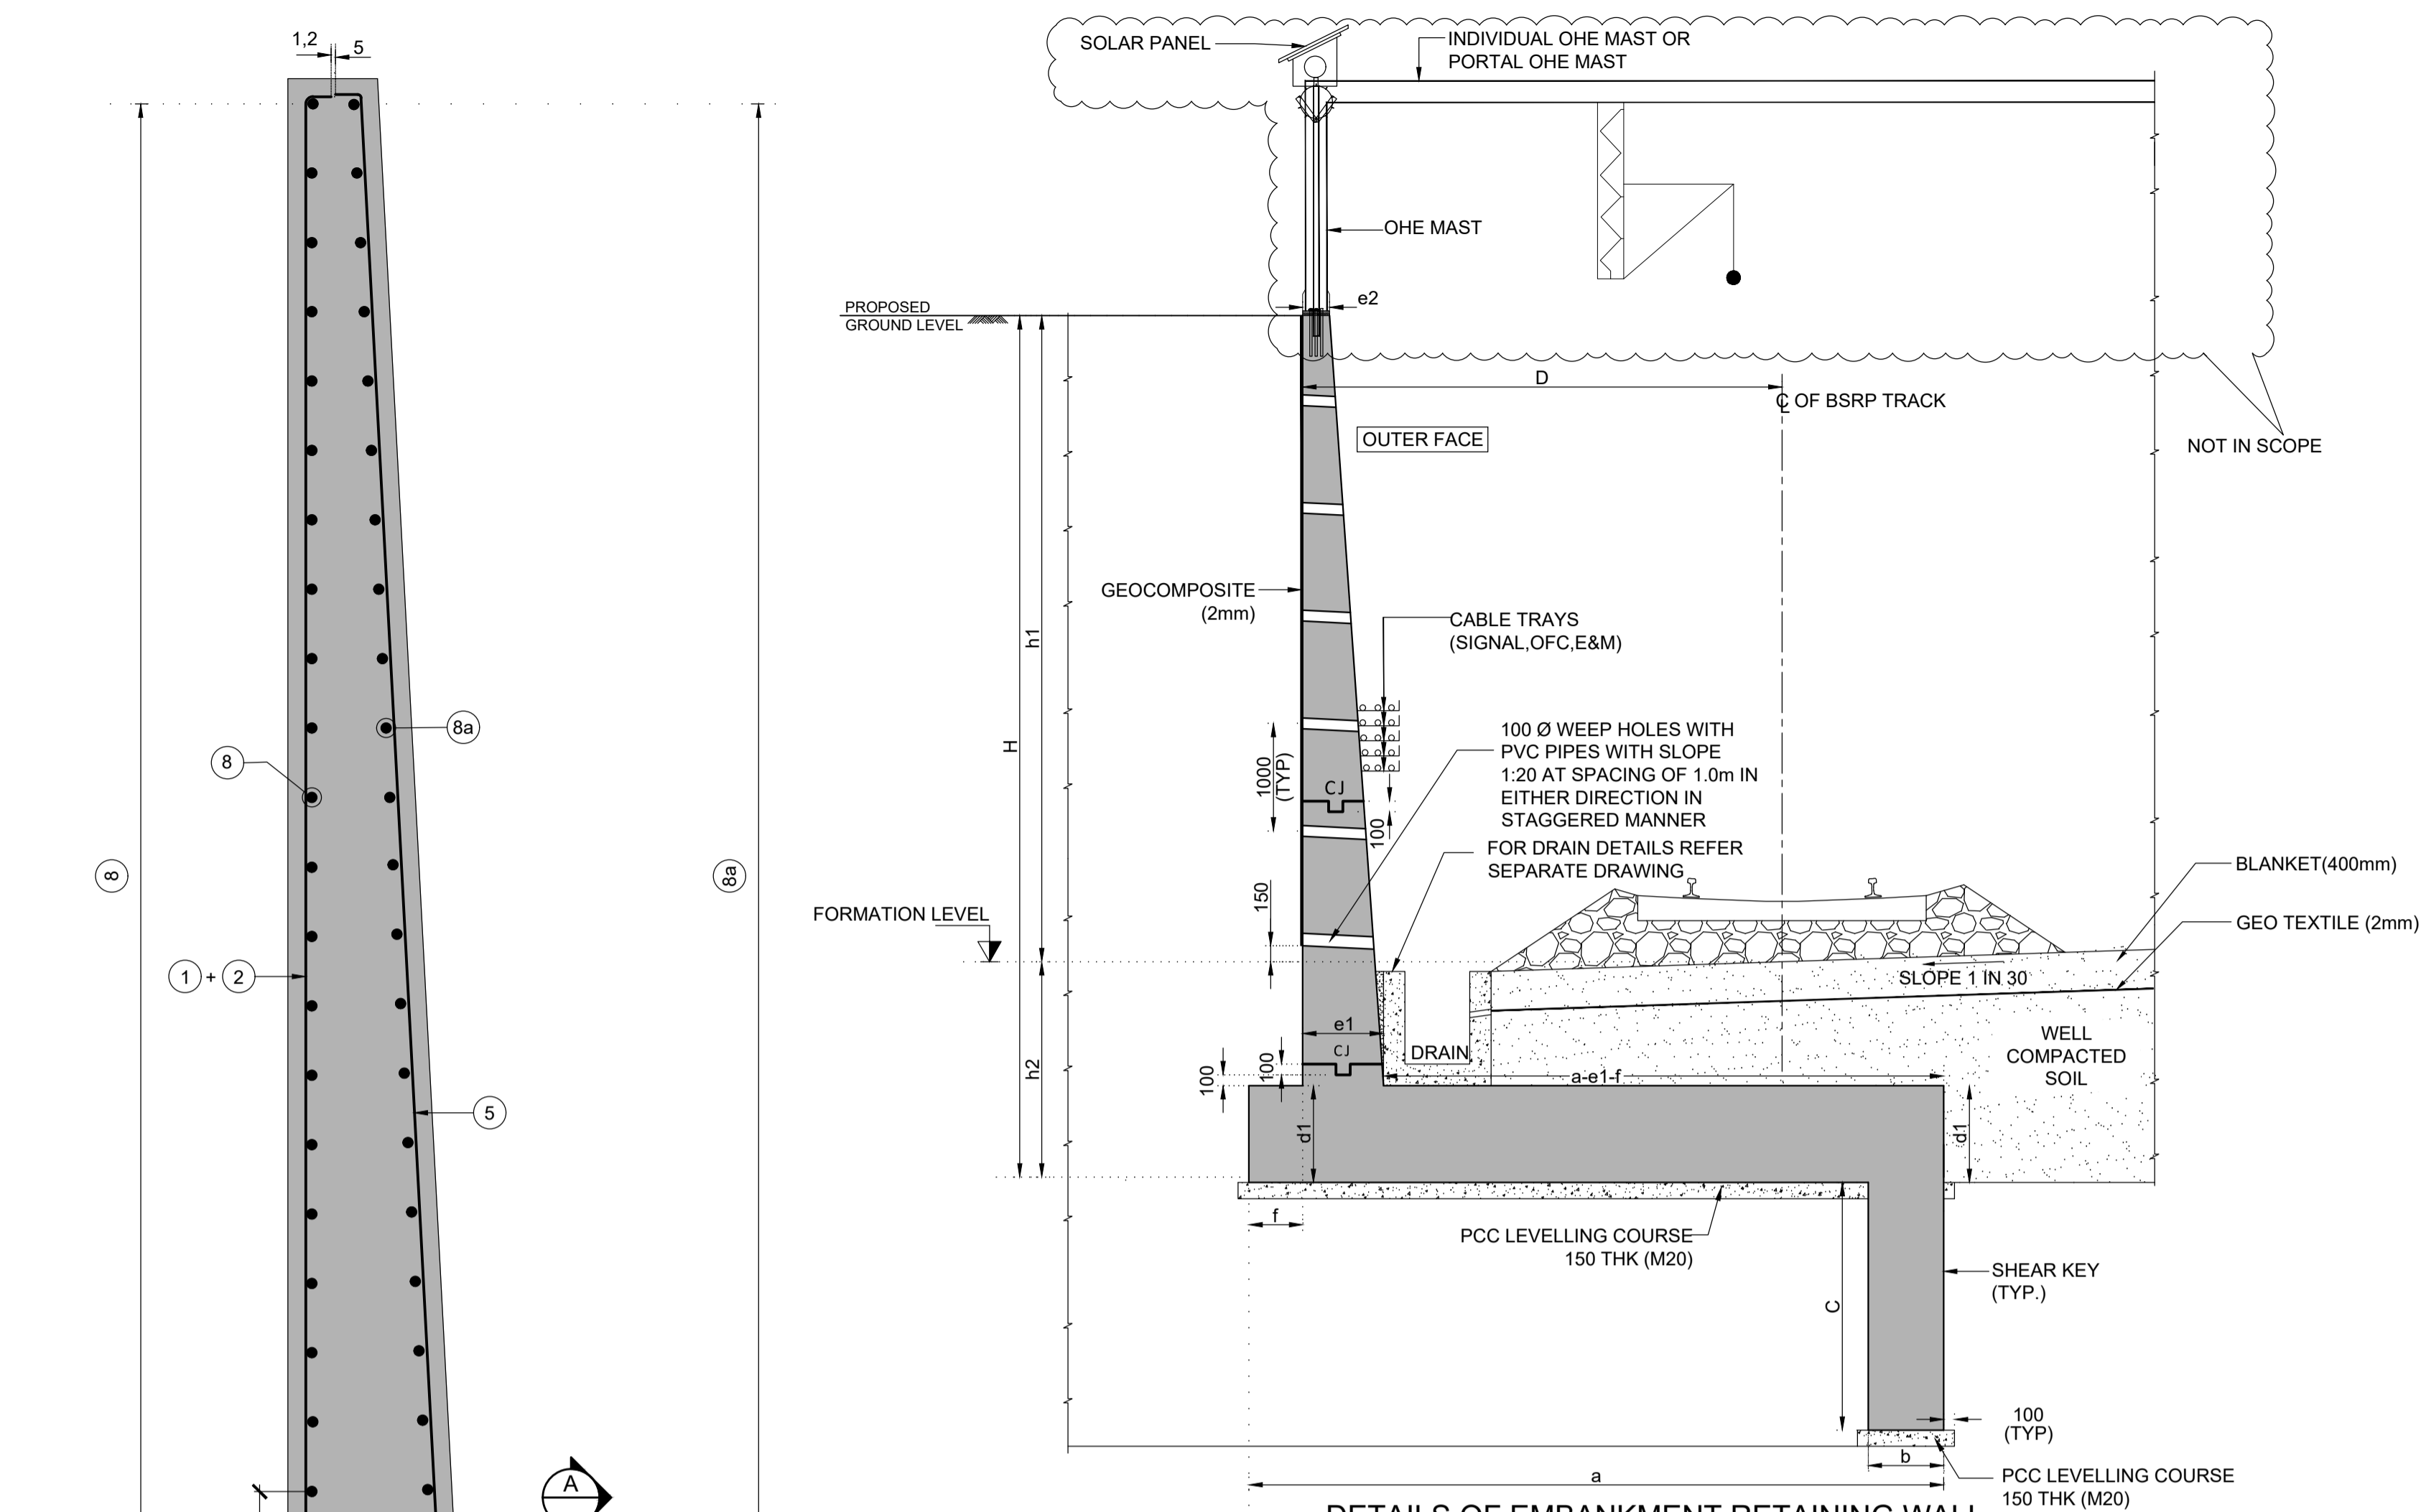 1,2
5
8
8a
8
8a
1 + 2
5
A
SOLAR PANEL
INDIVIDUAL OHE MAST OR
PORTAL OHE MAST
OHE MAST
e2
PROPOSED
GROUND LEVEL
D
C OF BSRP TRACK
L
OUTER FACE
NOT IN SCOPE
GEOCOMPOSITE
(2mm)
h1
H
CABLE TRAYS
(SIGNAL,OFC,E&M)
1000
(TYP)
100 Ø WEEP HOLES WITH
PVC PIPES WITH SLOPE
1:20 AT SPACING OF 1.0m IN
EITHER DIRECTION IN
STAGGERED MANNER
CJ
100
FOR DRAIN DETAILS REFER
SEPARATE DRAWING
150
FORMATION LEVEL
BLANKET(400mm)
GEO TEXTILE (2mm)
SLOPE 1 IN 30
e1
CJ
DRAIN
WELL
COMPACTED
SOIL
h2
100
100
a-e1-f
d1
d1
f
PCC LEVELLING COURSE
150 THK (M20)
SHEAR KEY
(TYP.)
C
100
(TYP)
b
a
PCC LEVELLING COURSE
150 THK (M20)
DETAILS OF EMBANKMENT RETAINING WALL